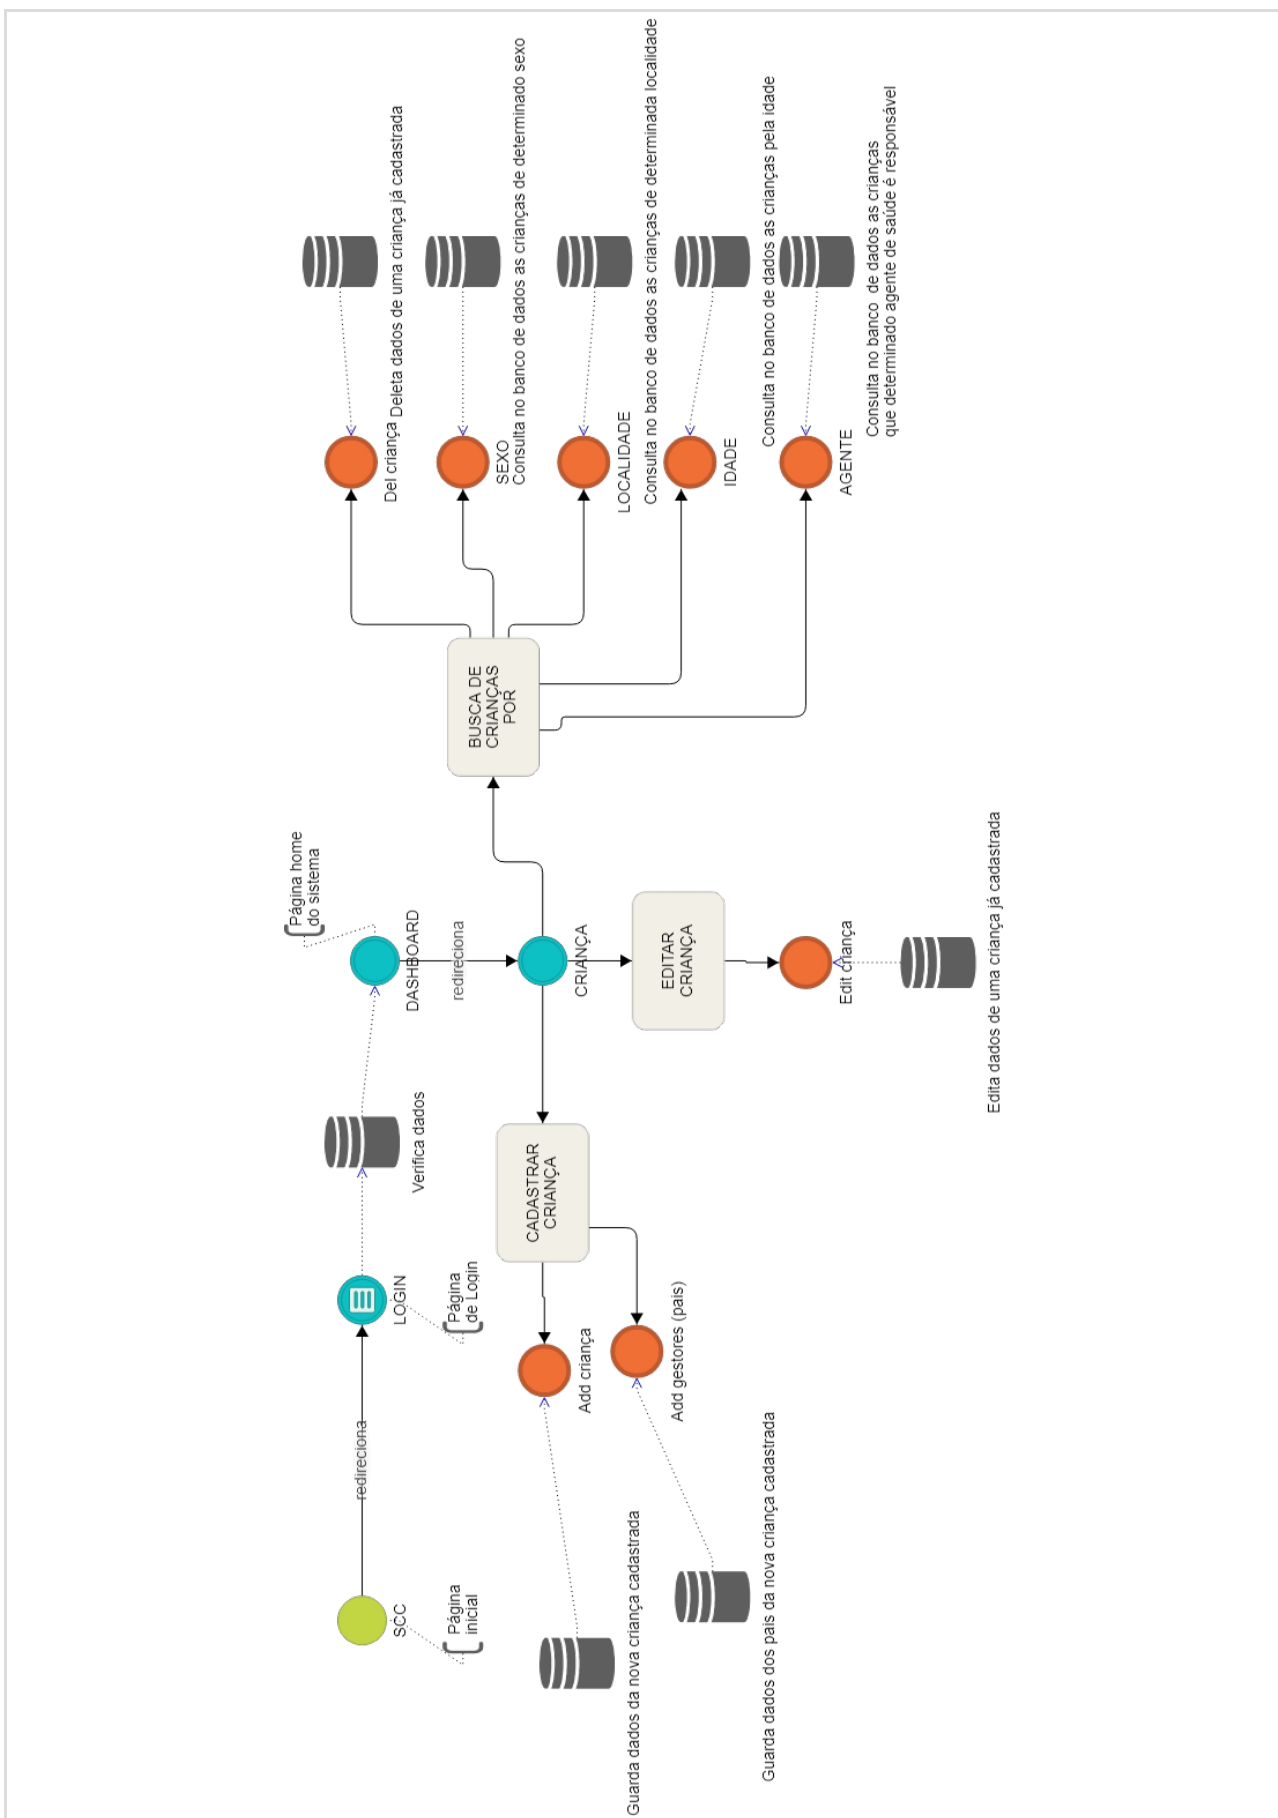 SCC
Página
inicial
redireciona
LOGIN
Página
de Login
Verifica dados
DASHBOARD
Página home
do sistema
redireciona
CRIANÇA
CADASTRAR
CRIANÇA
Add criança
Guarda dados da nova criança cadastrada
Add gestores (pais)
Guarda dados dos pais da nova criança cadastrada
EDITAR
CRIANÇA
Edit criança
Edita dados de uma criança já cadastrada
BUSCA DE
CRIANÇAS
POR
Del criança
Deleta dados de uma criança já cadastrada
SEXO
Consulta no banco de dados as crianças de determinado sexo
LOCALIDADE
Consulta no banco de dados as crianças de determinada localidade
IDADE
Consulta no banco de dados as crianças pela idade
AGENTE
Consulta no banco de dados as crianças
que determinado agente de saúde é responsável